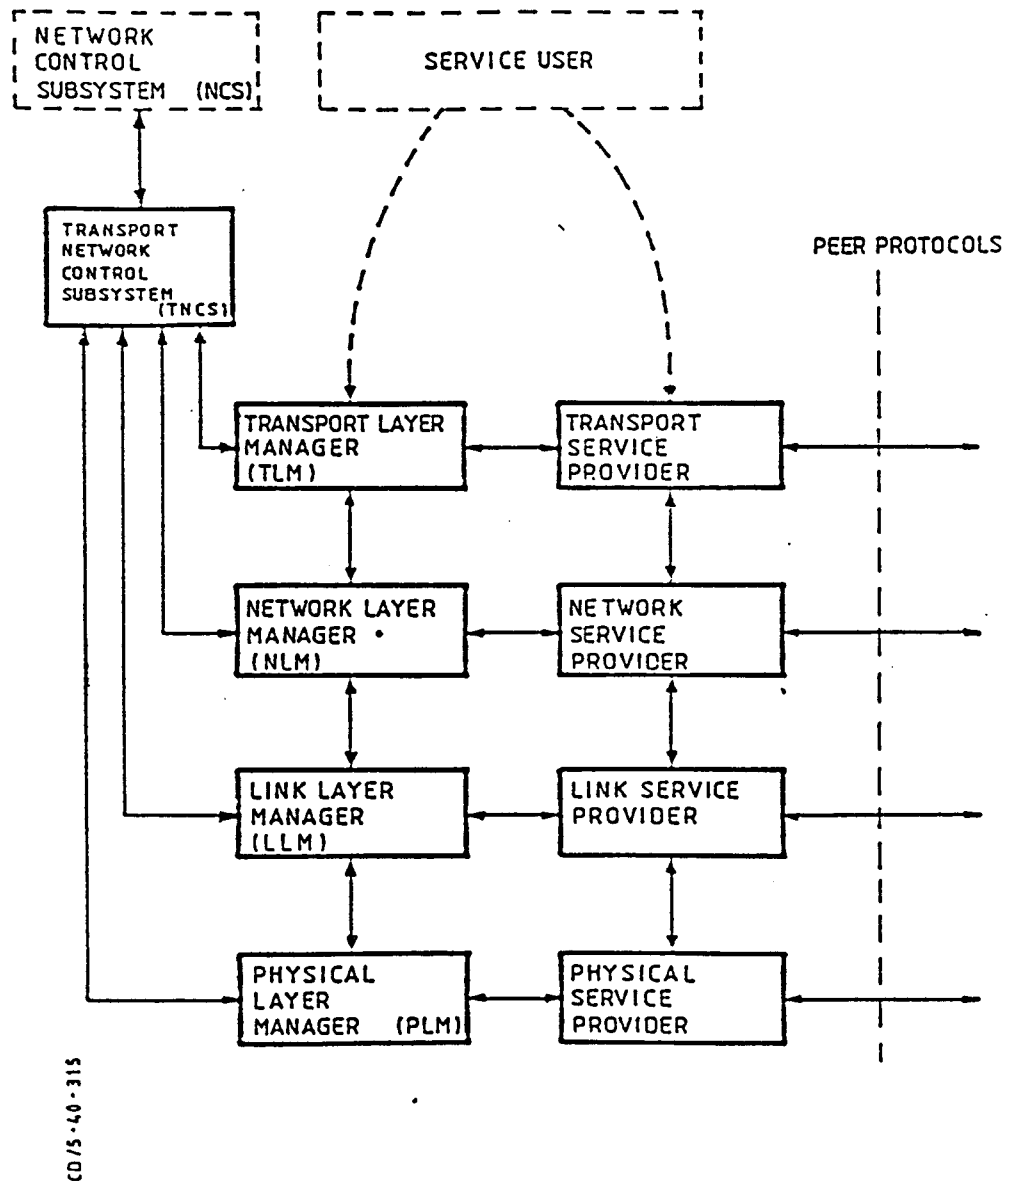 NETWORK
CONTROL
SUBSYSTEM (NCS)
SERVICE USER
TRANSPORT
NETWORK
CONTROL
SUBSYSTEM
(TNCS)
PEER PROTOCOLS
TRANSPORT LAYER
MANAGER
(TLM)
TRANSPORT
SERVICE
PROVIDER
NETWORK LAYER
MANAGER
(NLM)
NETWORK
SERVICE
PROVIDER
LINK LAYER
MANAGER
(LLM)
LINK SERVICE
PROVIDER
PHYSICAL
LAYER
MANAGER (PLM)
PHYSICAL
SERVICE
PROVIDER
CD/5·40·315